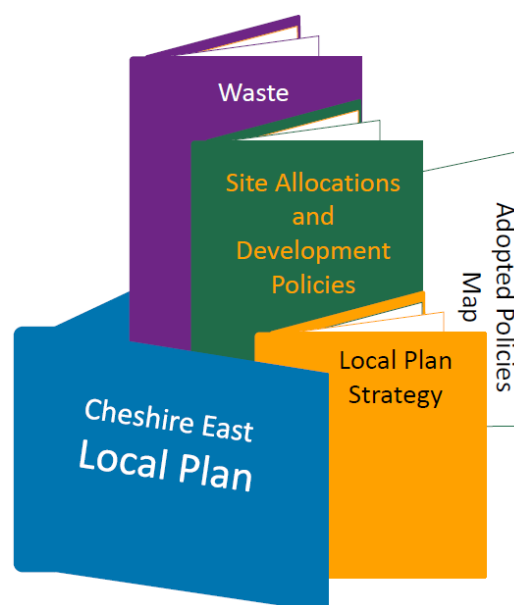 Waste
Site Allocations
and
Development
Policies
Adopted Policies
Map
Local Plan
Strategy
Cheshire East
Local Plan